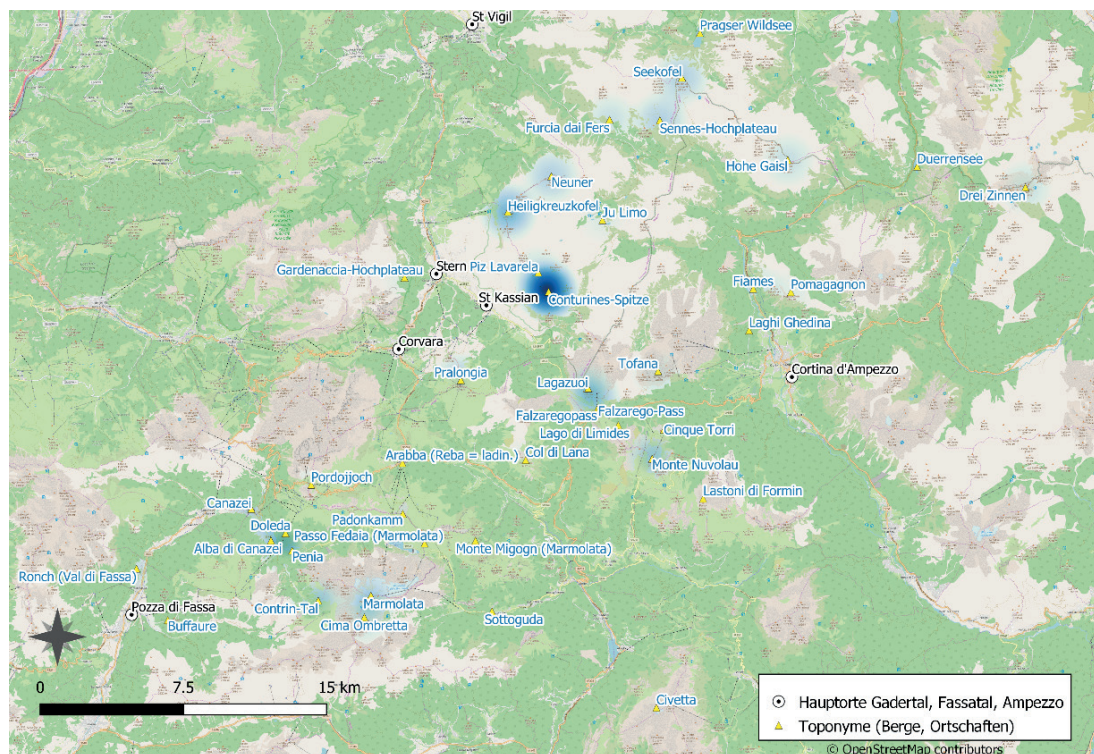 St Vigil
Pragser Wildsee
Seekofel
Furcia dai Fers
Sennes-Hochplateau
Hohe Gaisl
Duerrensee
Drei Zinnen
Neuner
Heiligkreuzkofel
Ju Limo
Gardenaccia-Hochplateau
Stern
Piz Lavarela
Fiames
Pomagagnon
St Kassian
Conturines-Spitze
Laghi Ghedina
Corvara
Pralongia
Tofana
Cortina d'Ampezzo
Lagazuoi
Falzaregopass
Falzarego-Pass
Lago di Limides
Cinque Torri
Arabba (Reba = ladin.)
Col di Lana
Monte Nuvolau
Pordojjoch
Lastoni di Formin
Canazei
Padonkamm
Doleda
Passo Fedaia (Marmolata)
Alba di Canazei
Penia
Monte Migogn (Marmolata)
Ronch (Val di Fassa)
Contrin-Tal
Marmolata
Pozza di Fassa
Buffaure
Cima Ombretta
Sottoguda
0 7.5 15 km
Civetta
Hauptorte Gadertal, Fassatal, Ampezzo
Toponyme (Berge, Ortschaften)
© OpenStreetMap contributors